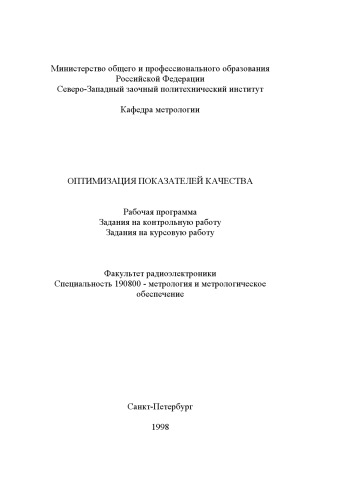 Министерство общего и профессионального образования
Российской Федерации
Северо-Западный заочный политехнический институт
Кафедра метрологии
ОПТИМИЗАЦИЯ ПОКАЗАТЕЛЕЙ КАЧЕСТВА
Рабочая программа
Задания на контрольную работу
Задания на курсовую работу
Факультет радиоэлектроники
Специальность 190800 - метрология и метрологическое
обеспечение
Санкт-Петербург
1998